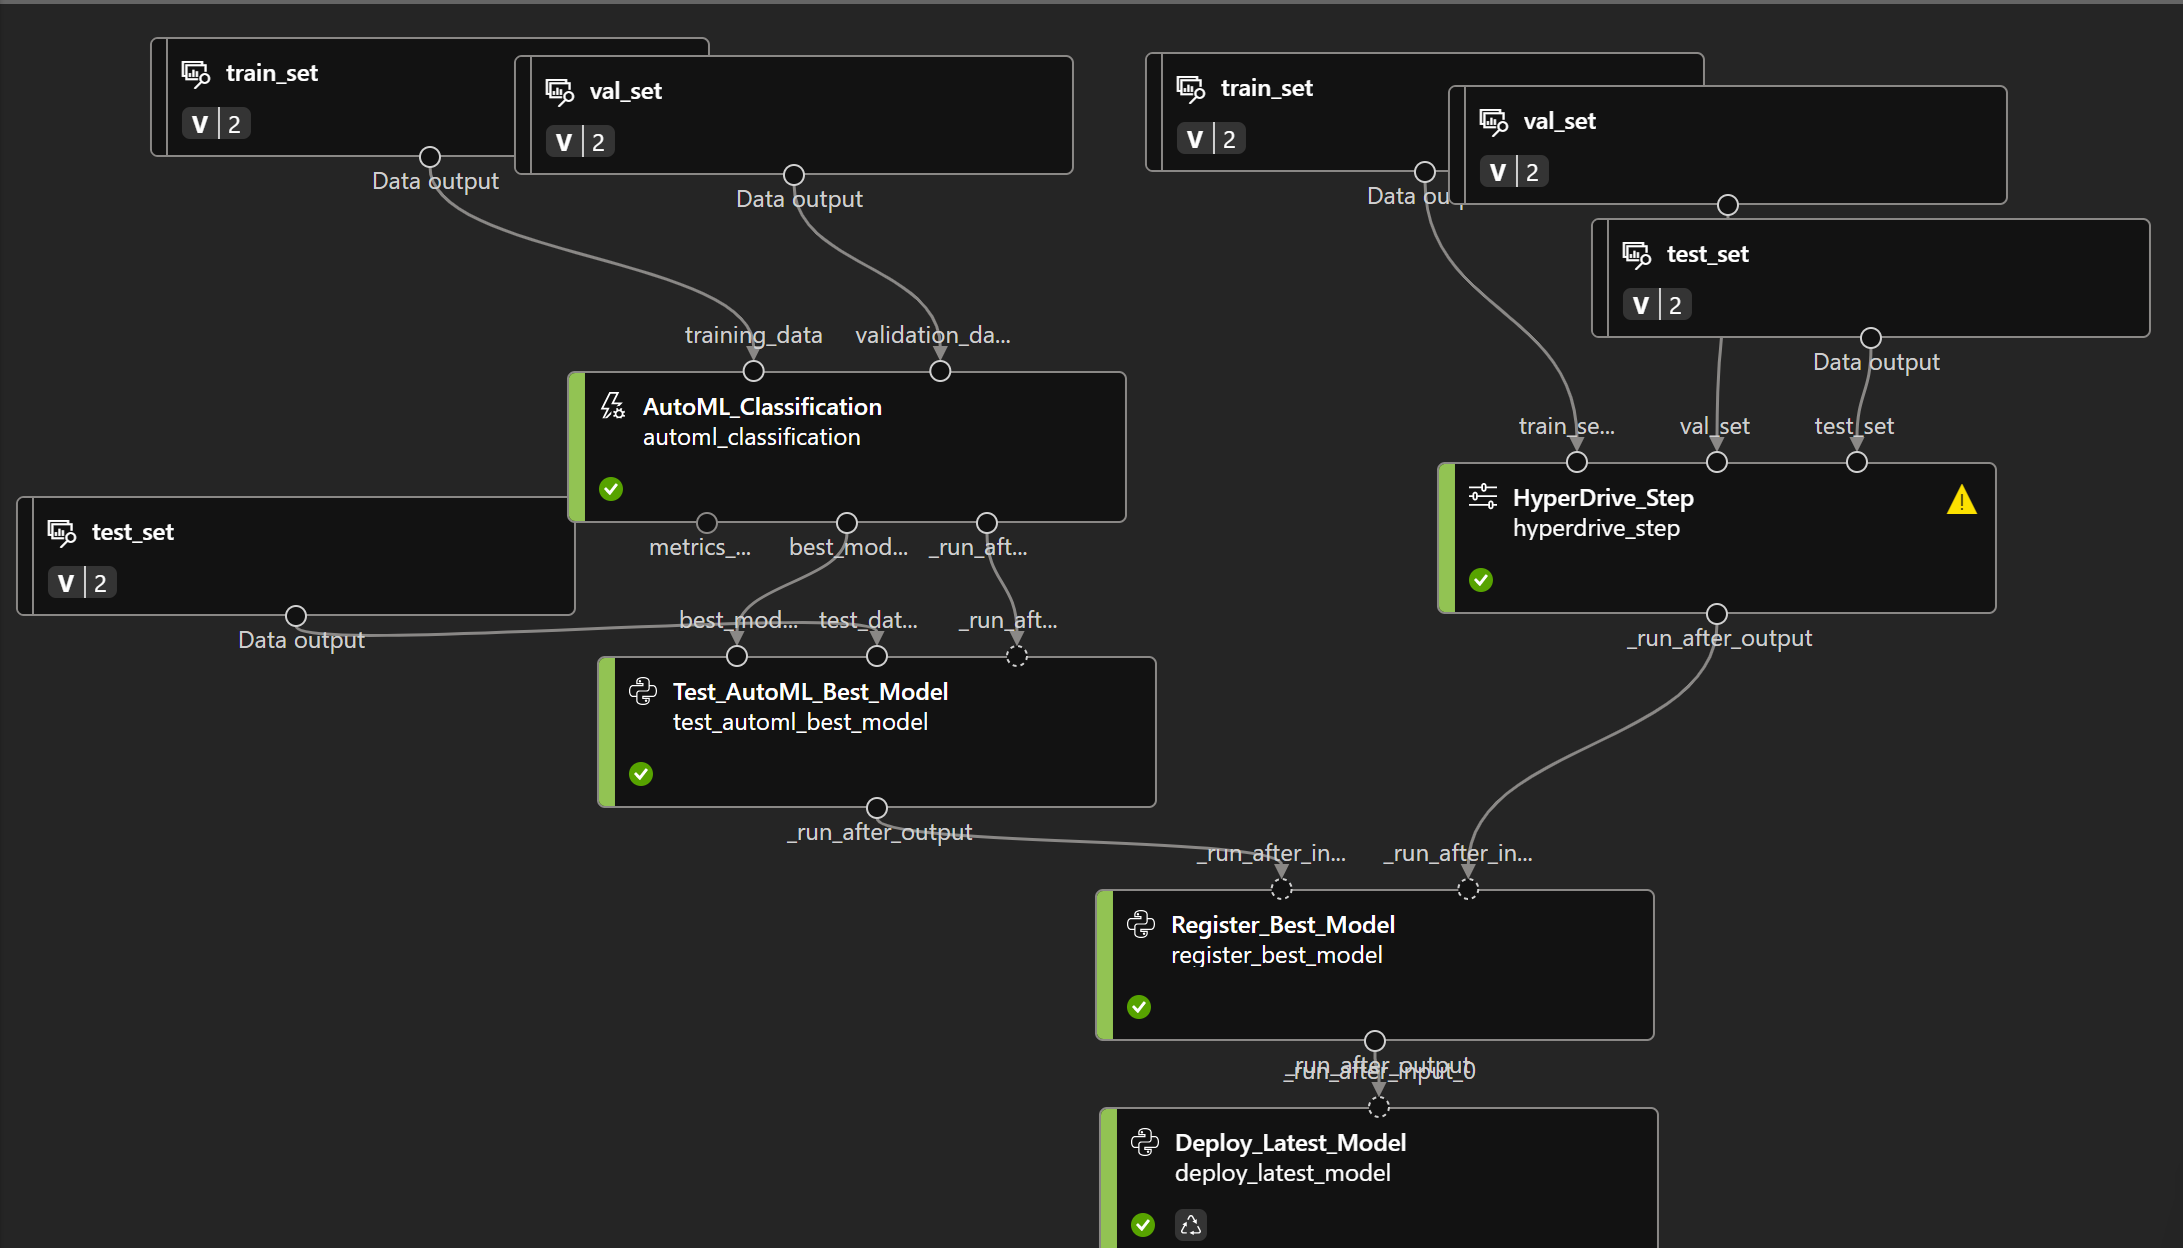 train_set
V 2
Data output
val_set
V 2
Data output
train_set
V 2
Data ou
val_set
V 2
test_set
V 2
Data output
training_data
validation_da...
AutoML_Classification
automl_classification
metrics_...
best_mod...
_run_aft...
train_se...
val_set
test_set
HyperDrive_Step
hyperdrive_step
_run_after_output
test_set
V 2
Data output
best_mod...
test_dat...
_run_aft...
Test_AutoML_Best_Model
test_automl_best_model
_run_after_output
_run_after_in...
_run_after_in...
Register_Best_Model
register_best_model
_run_after_output
_run_after_input_0
Deploy_Latest_Model
deploy_latest_model